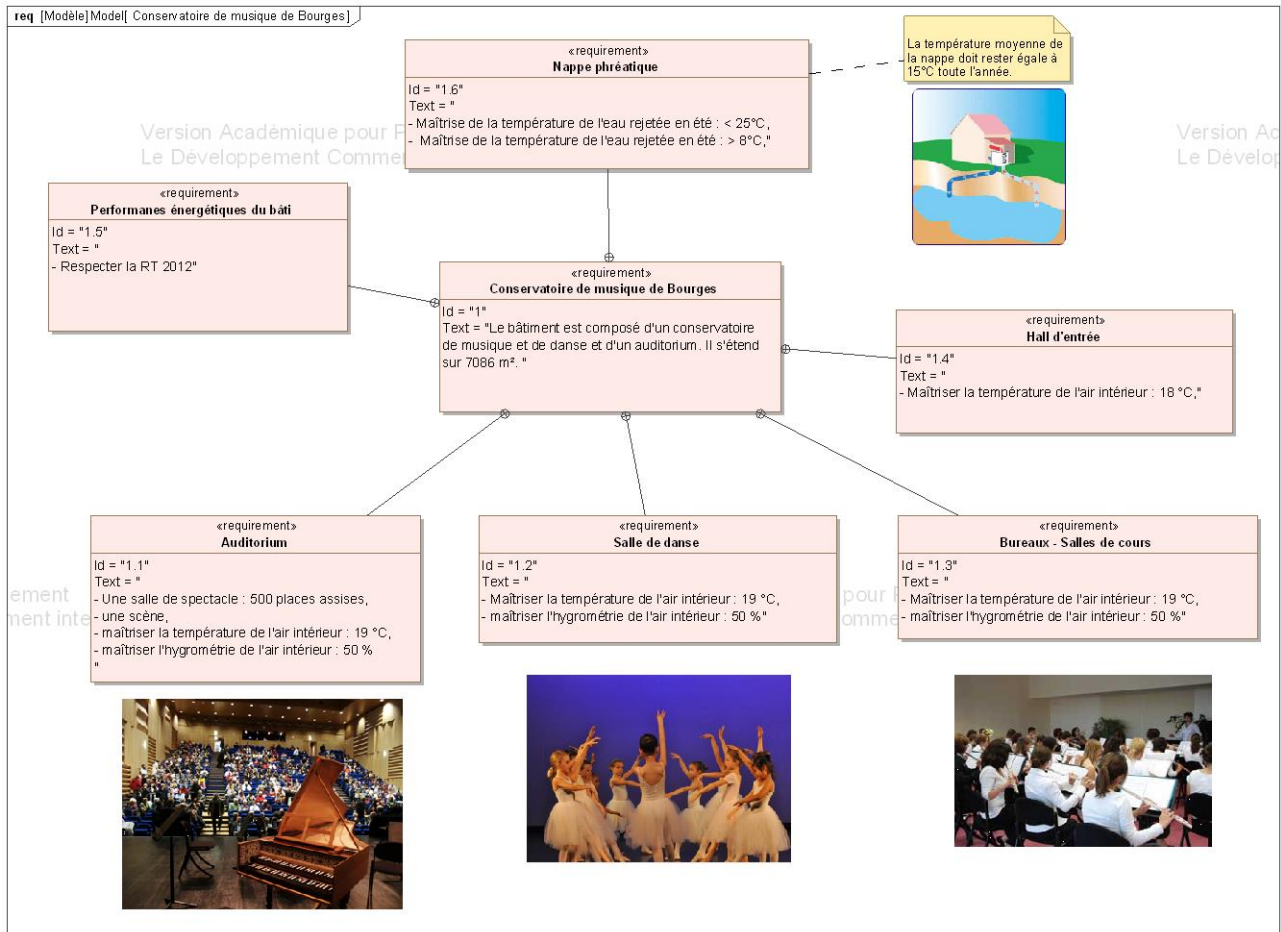 req [Modèle]Model[ Conservatoire de musique de Bourges]
«requirement»
Nappe phréatique
Id = "1.6"
Text = "
- Maîtrise de la température de l'eau rejetée en été : < 25°C,
- Maîtrise de la température de l'eau rejetée en été : > 8°C,"
La température moyenne de
la nappe doit rester égale à
15°C toute l'année.
Version Académique pour P
Le Développement Commer
Version Ac
Le Dévelop
«requirement»
Performanes énergétiques du bâti
Id = "1.5"
Text = "
- Respecter la RT 2012"
«requirement»
Conservatoire de musique de Bourges
Id = "1"
Text = "Le bâtiment est composé d'un conservatoire
de musique et de danse et d'un auditorium. Il s'étend
sur 7086 m². "
«requirement»
Hall d'entrée
Id = "1.4"
Text = "
- Maîtriser la température de l'air intérieur : 18 °C,"
«requirement»
Auditorium
Id = "1.1"
Text = "
- Une salle de spectacle : 500 places assises,
- une scène,
- maîtriser la température de l'air intérieur : 19 °C,
- maîtriser l'hygrométrie de l'air intérieur : 50 %
"
«requirement»
Salle de danse
Id = "1.2"
Text = "
- Maîtriser la température de l'air intérieur : 19 °C,
- maîtriser l'hygrométrie de l'air intérieur : 50 %"
«requirement»
Bureaux - Salles de cours
Id = "1.3"
Text = "
- Maîtriser la température de l'air intérieur : 19 °C,
- maîtriser l'hygrométrie de l'air intérieur : 50 %"
ement
ment inte
pour
omme